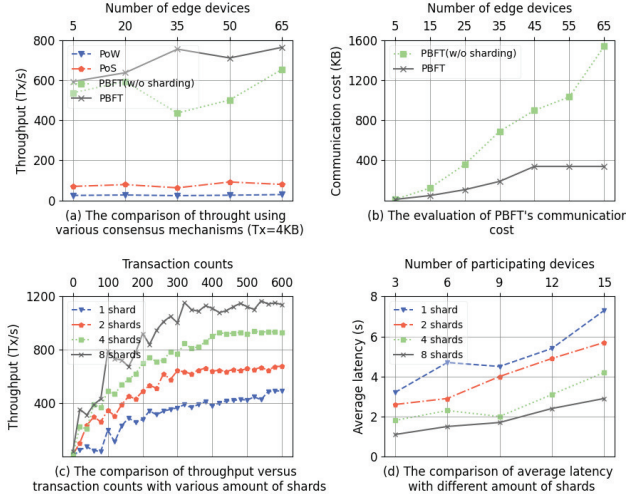 Number of edge devices
5 20 35 50 65
800
600
400
200
0
Throughput (Tx/s)
PoW
PoS
PBFT(w/o sharding)
PBFT
(a) The comparison of throught using
various consensus mechanisms (Tx=4KB)
Number of edge devices
5 15 25 35 45 55 65
1600
1200
800
400
Communication cost (KB)
PBFT(w/o sharding)
PBFT
(b) The evaluation of PBFT's communication
cost
Transaction counts
0 100 200 300 400 500 600
1200
800
400
Throughput (Tx/s)
1 shard
2 shards
4 shards
8 shards
(c) The comparison of throughput versus
transaction counts with various amount of shards
Number of participating devices
3 6 9 12 15
8
6
4
2
0
Average latency (s)
1 shard
2 shards
4 shards
8 shards
(d) The comparison of average latency
with different amount of shards